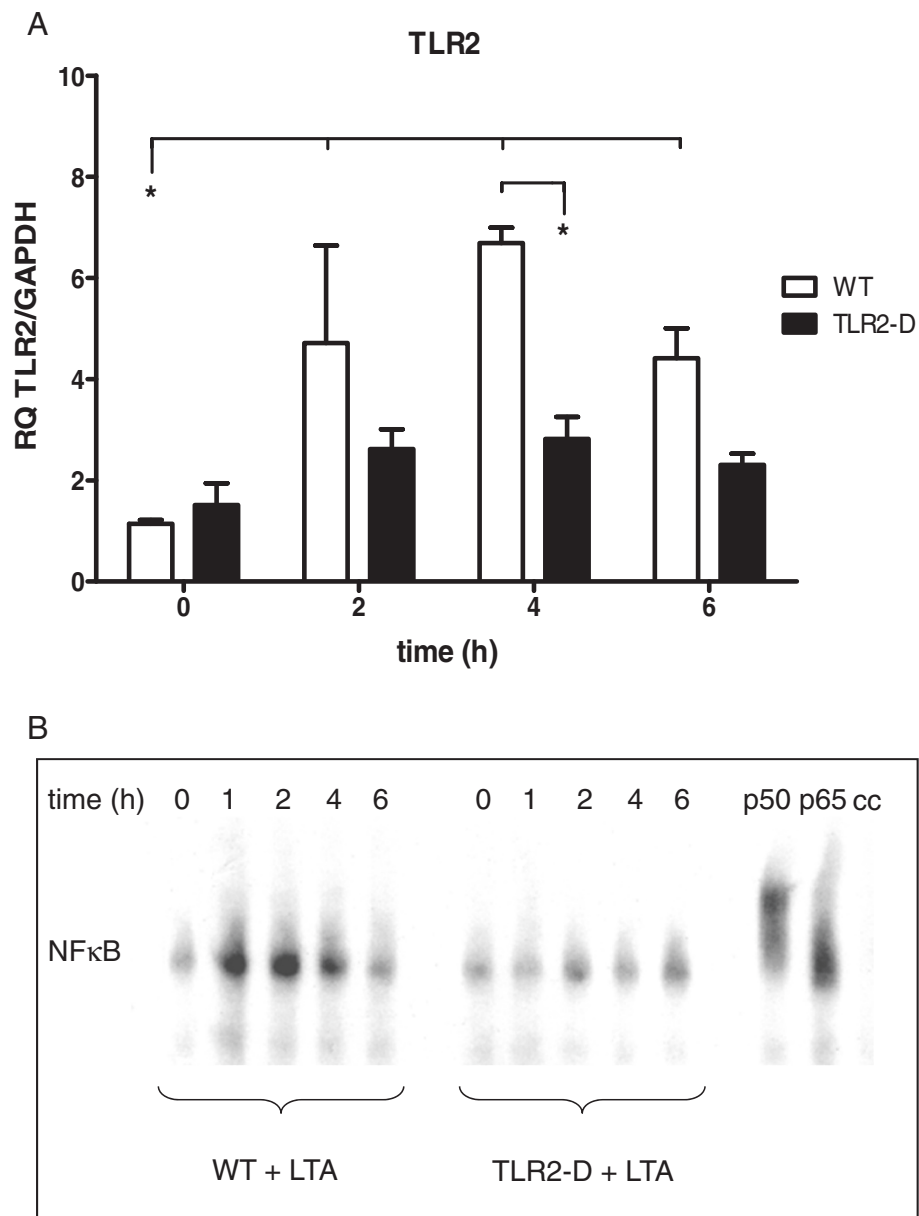 A
TLR2
10
8
6
4
2
0
RQ TLR2/GAPDH
*
*
WT
TLR2-D
0 2 4 6
time (h)
B
time (h) 0 1 2 4 6 0 1 2 4 6 p50 p65 cc
NFκB
WT + LTA TLR2-D + LTA